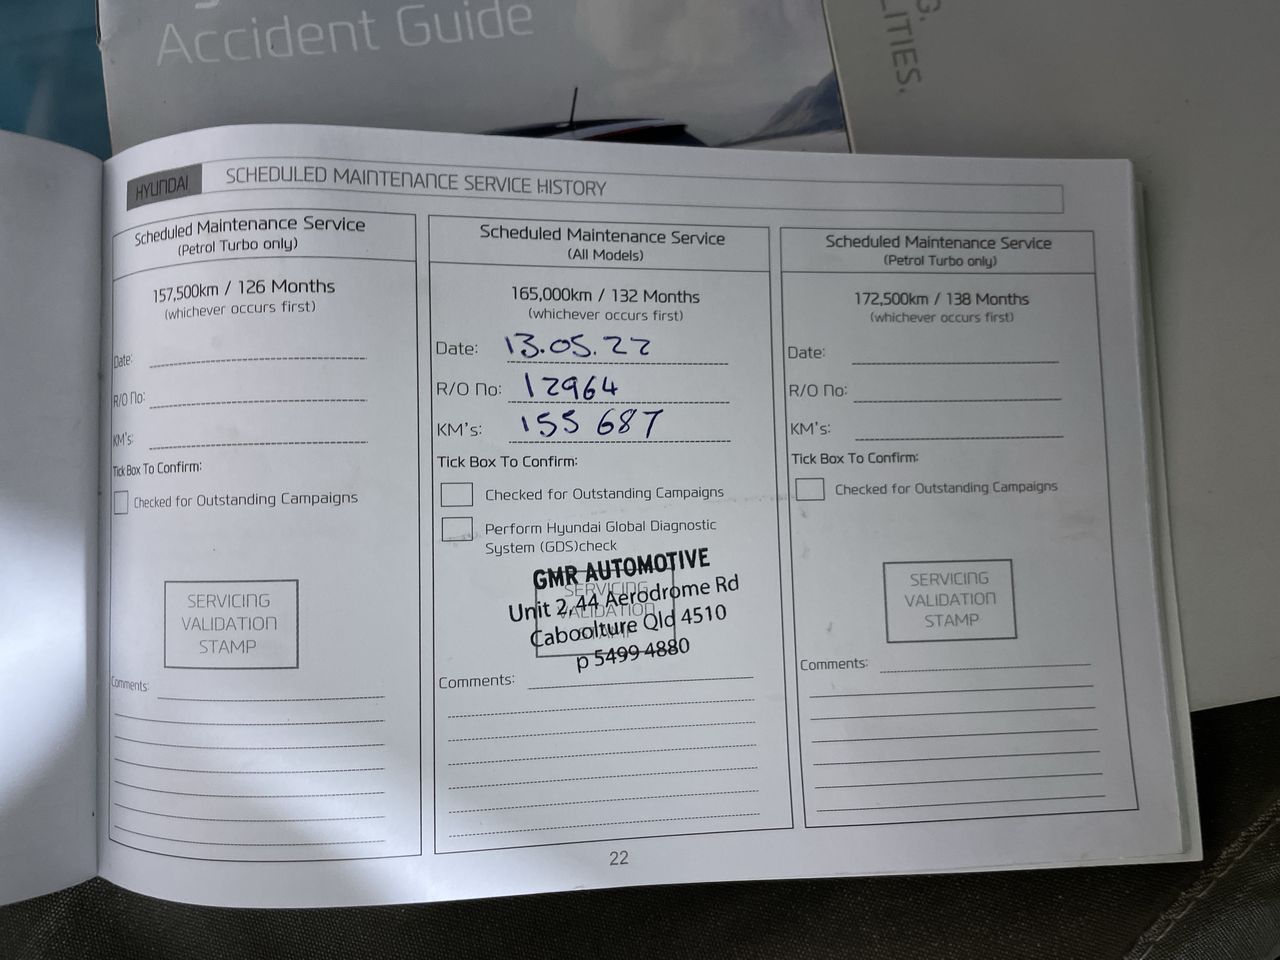 Accident Guide
G.
LITIES.
HYUNDAI
SCHEDULED MAINTENANCE SERVICE HISTORY
Scheduled Maintenance Service
(Petrol Turbo only)
157,500km / 126 Months
(whichever occurs first)
Date:
R/O No:
KM's:
Tick Box To Confirm:
Checked for Outstanding Campaigns
SERVICING
VALIDATION
STAMP
Comments:
Scheduled Maintenance Service
(All Models)
165,000km / 132 Months
(whichever occurs first)
Date: 13.05.22
R/O No: 12964
KM's: 155 687
Tick Box To Confirm:
Checked for Outstanding Campaigns
Perform Hyundai Global Diagnostic
System (GDS)check
GMR AUTOMOTIVE
SERVICING
Unit 2, 44 Aerodrome Rd
VALIDATION
Caboolture Qld 4510
STAMP
p 5499 4880
Comments:
Scheduled Maintenance Service
(Petrol Turbo only)
172,500km / 138 Months
(whichever occurs first)
Date:
R/O No:
KM's:
Tick Box To Confirm:
Checked for Outstanding Campaigns
SERVICING
VALIDATION
STAMP
Comments:
22